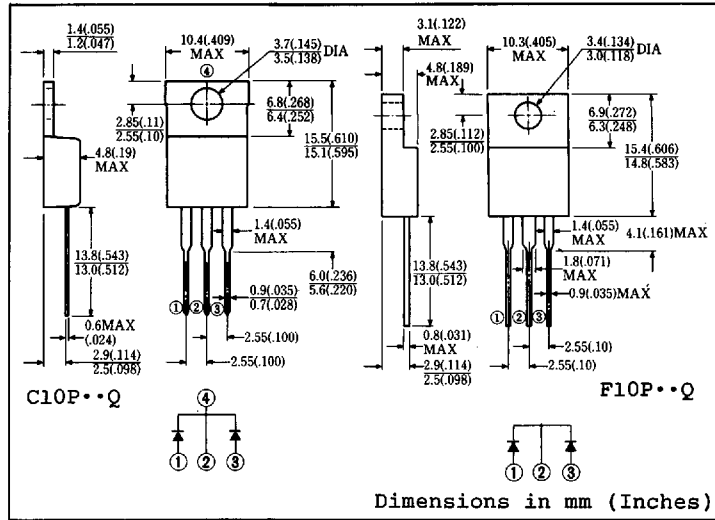 1.4(.055)
1.2(.047)
10.4(.409)
MAX
④
3.7(.145)
3.5(.138)
DIA
2.85(.11)
2.55(.10)
6.8(.268)
6.4(.252)
4.8(.19)
MAX
15.5(.610)
15.1(.595)
1.4(.055)
MAX
13.8(.543)
13.0(.512)
6.0(.236)
5.6(.220)
0.9(.035)
0.7(.028)
① ② ③
0.6MAX
(.024)
2.55(.100)
2.9(.114)
2.5(.098)
2.55(.100)
C10P··Q
④
① ② ③
3.1(.122)
MAX
4.8(.189)
MAX
10.3(.405)
MAX
3.4(.134)
3.0(.118)
DIA
2.85(.112)
2.55(.100)
6.9(.272)
6.3(.248)
15.4(.606)
14.8(.583)
1.4(.055)
MAX
4.1(.161)MAX
13.8(.543)
13.0(.512)
1.8(.071)
MAX
0.9(.035)MAX
① ② ③
0.8(.031)
MAX
2.55(.10)
2.9(.114)
2.5(.098)
2.55(.10)
F10P··Q
① ② ③
Dimensions in mm (Inches)